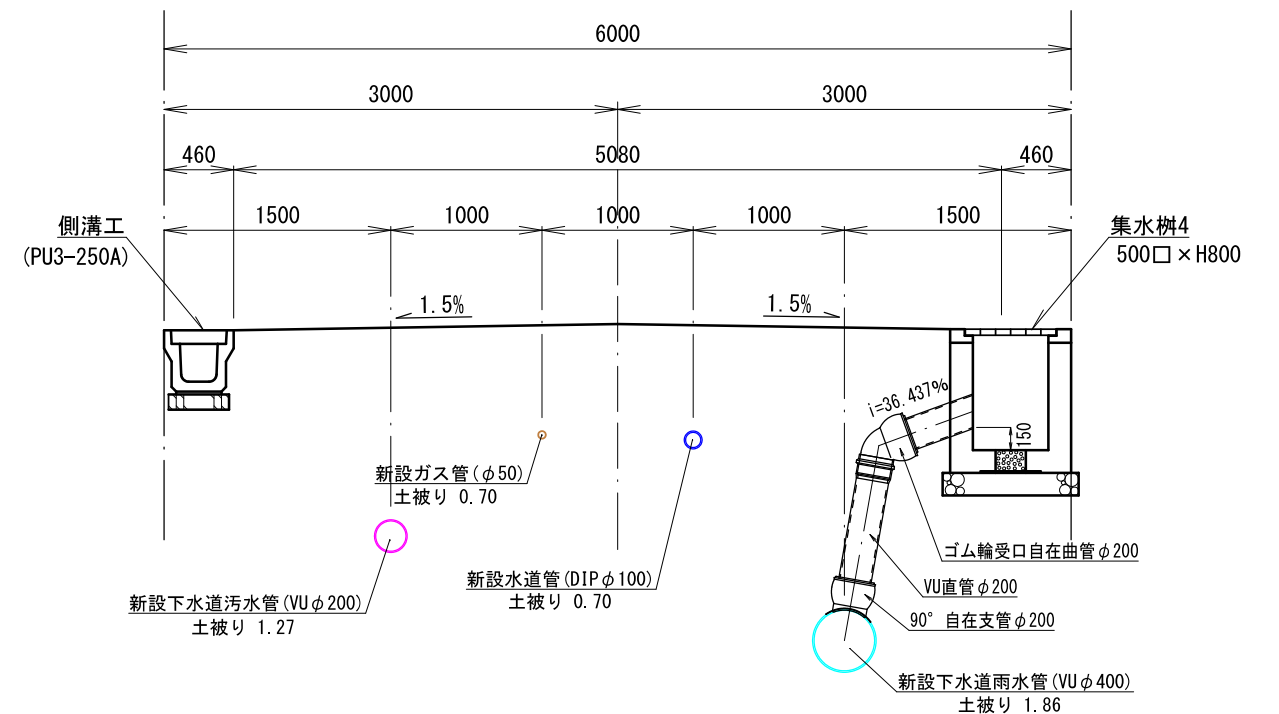 6000
3000
3000
460
5080
460
1500
1000
1000
1000
1500
側溝工
(PU3-250A)
集水桝4
500□×H800
1.5%
1.5%
i=36.437%
150
新設ガス管(φ50)
土被り 0.70
ゴム輪受口自在曲管φ200
新設水道管(DIPφ100)
土被り 0.70
VU直管φ200
新設下水道汚水管(VUφ200)
土被り 1.27
90°自在支管φ200
新設下水道雨水管(VUφ400)
土被り 1.86